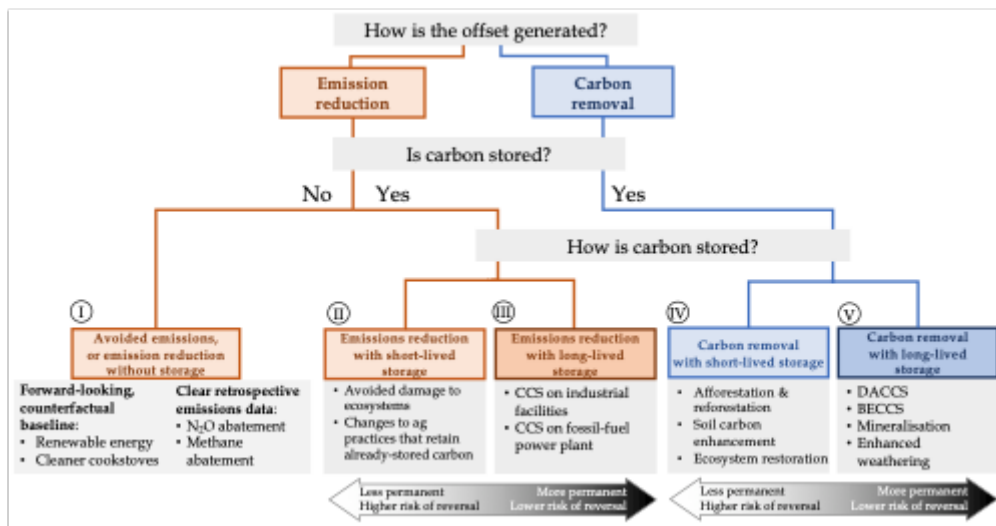 How is the offset generated?
Emission
reduction
Carbon
removal
Is carbon stored?
No
Yes
Yes
How is carbon stored?
I
Avoided emissions,
or emission reduction
without storage
Forward-looking,
counterfactual
baseline:
• Renewable energy
• Cleaner cookstoves
Clear retrospective
emissions data:
• N₂O abatement
• Methane
abatement
II
Emissions reduction
with short-lived
storage
• Avoided damage to
ecosystems
• Changes to ag
practices that retain
already-stored carbon
III
Emissions reduction
with long-lived
storage
• CCS on industrial
facilities
• CCS on fossil-fuel
power plant
Less permanent
Higher risk of reversal
More permanent
Lower risk of reversal
IV
Carbon removal
with short-lived storage
• Afforestation &
reforestation
• Soil carbon
enhancement
• Ecosystem restoration
V
Carbon removal
with long-lived
storage
• DACCS
• BECCS
• Mineralisation
• Enhanced
weathering
Less permanent
Higher risk of reversal
More permanent
Lower risk of reversal